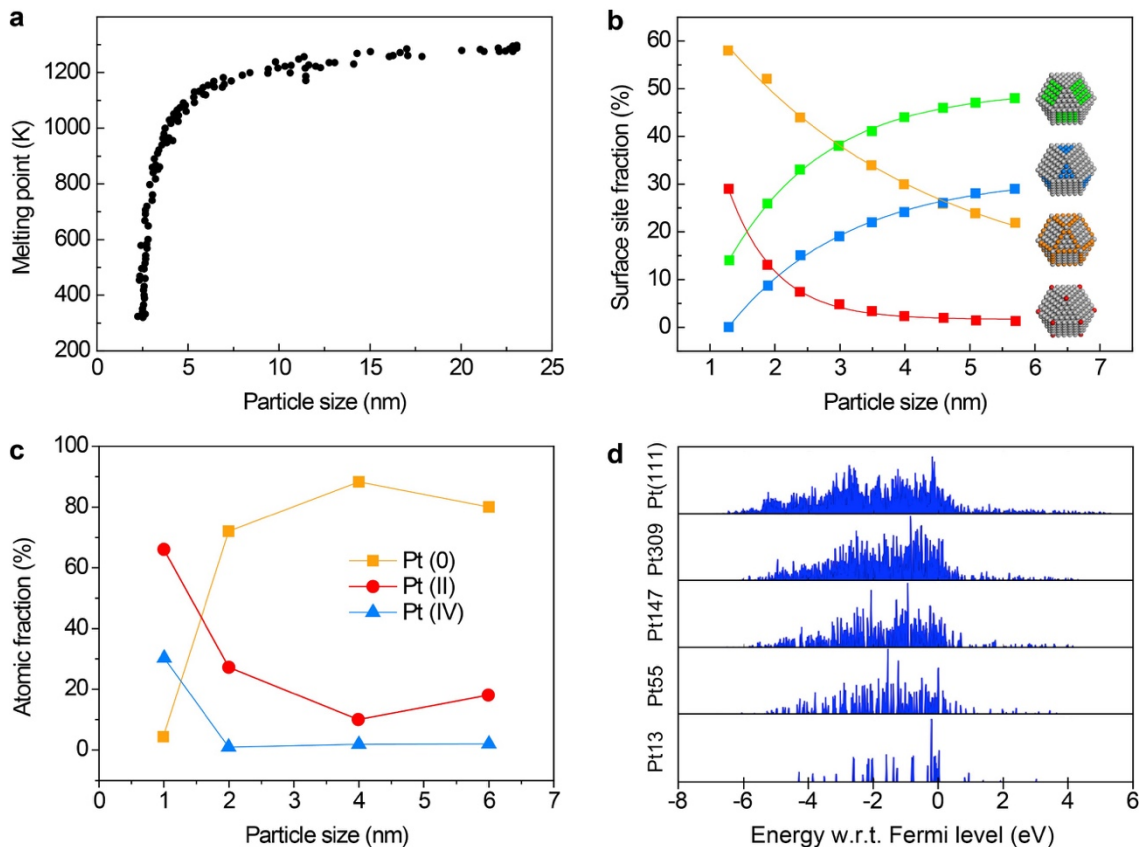 a
Melting point (K)
1200
1000
800
600
400
200
0
5
10
15
20
25
Particle size (nm)
b
Surface site fraction (%)
60
50
40
30
20
10
0
1
2
3
4
5
6
7
Particle size (nm)
c
Atomic fraction (%)
100
80
60
40
20
0
Pt (0)
Pt (II)
Pt (IV)
0
1
2
3
4
5
6
7
Particle size (nm)
d
Pt(111)
Pt309
Pt147
Pt55
Pt13
-8
-6
-4
-2
0
2
4
6
Energy w.r.t. Fermi level (eV)